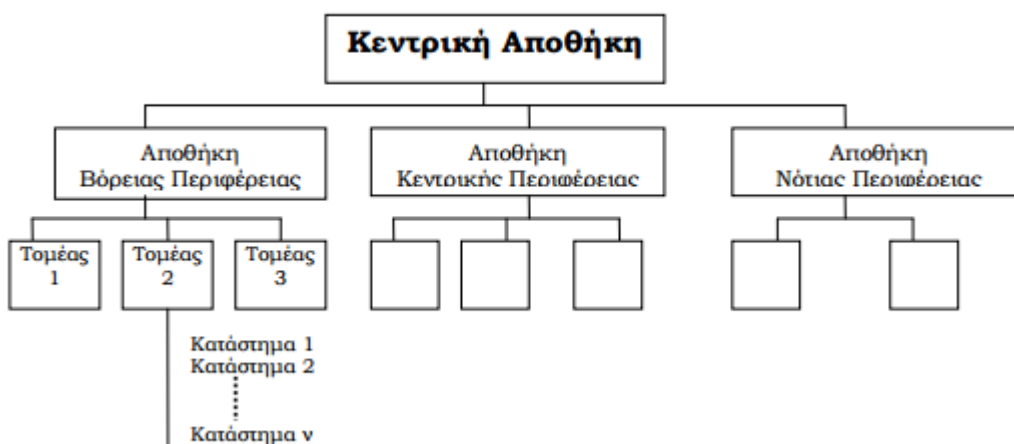 Κεντρική Αποθήκη
Αποθήκη
Βόρειας Περιφέρειας
Αποθήκη
Κεντρικής Περιφέρειας
Αποθήκη
Νότιας Περιφέρειας
Τομέας
1
Τομέας
2
Τομέας
3
Κατάστημα 1
Κατάστημα 2
Κατάστημα ν